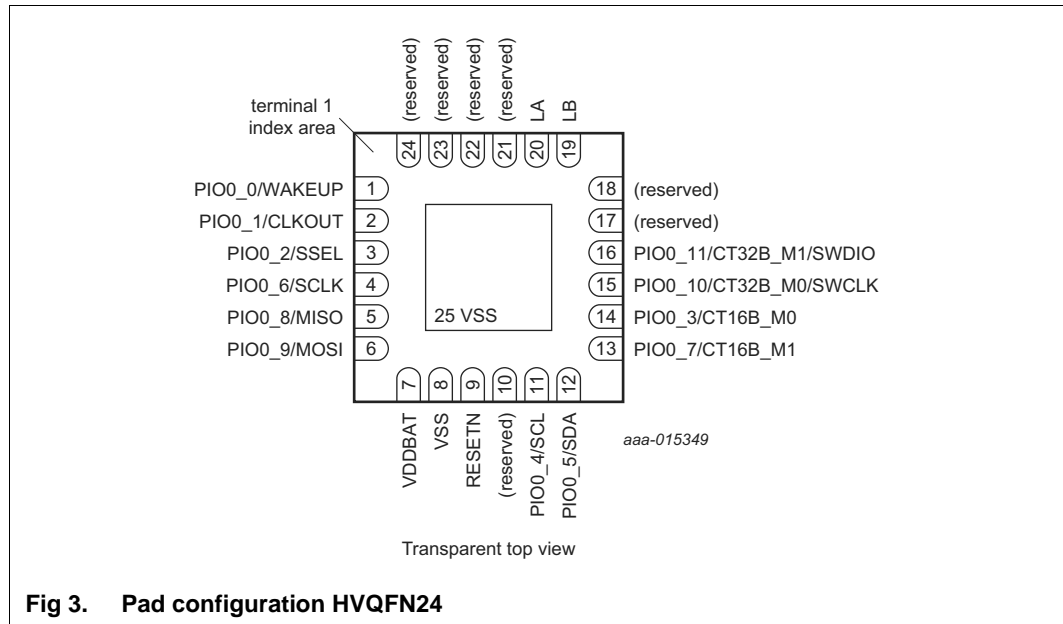 (reserved)
(reserved)
(reserved)
(reserved)
LA
LB
terminal 1
index area
24
23
22
21
20
19
PIO0_0/WAKEUP 1
PIO0_1/CLKOUT 2
PIO0_2/SSEL 3
PIO0_6/SCLK 4
PIO0_8/MISO 5
PIO0_9/MOSI 6
18 (reserved)
17 (reserved)
16 PIO0_11/CT32B_M1/SWDIO
15 PIO0_10/CT32B_M0/SWCLK
14 PIO0_3/CT16B_M0
13 PIO0_7/CT16B_M1
25 VSS
7
8
9
10
11
12
VDDBAT
VSS
RESETN
(reserved)
PIO0_4/SCL
PIO0_5/SDA
aaa-015349
Transparent top view
Fig 3. Pad configuration HVQFN24